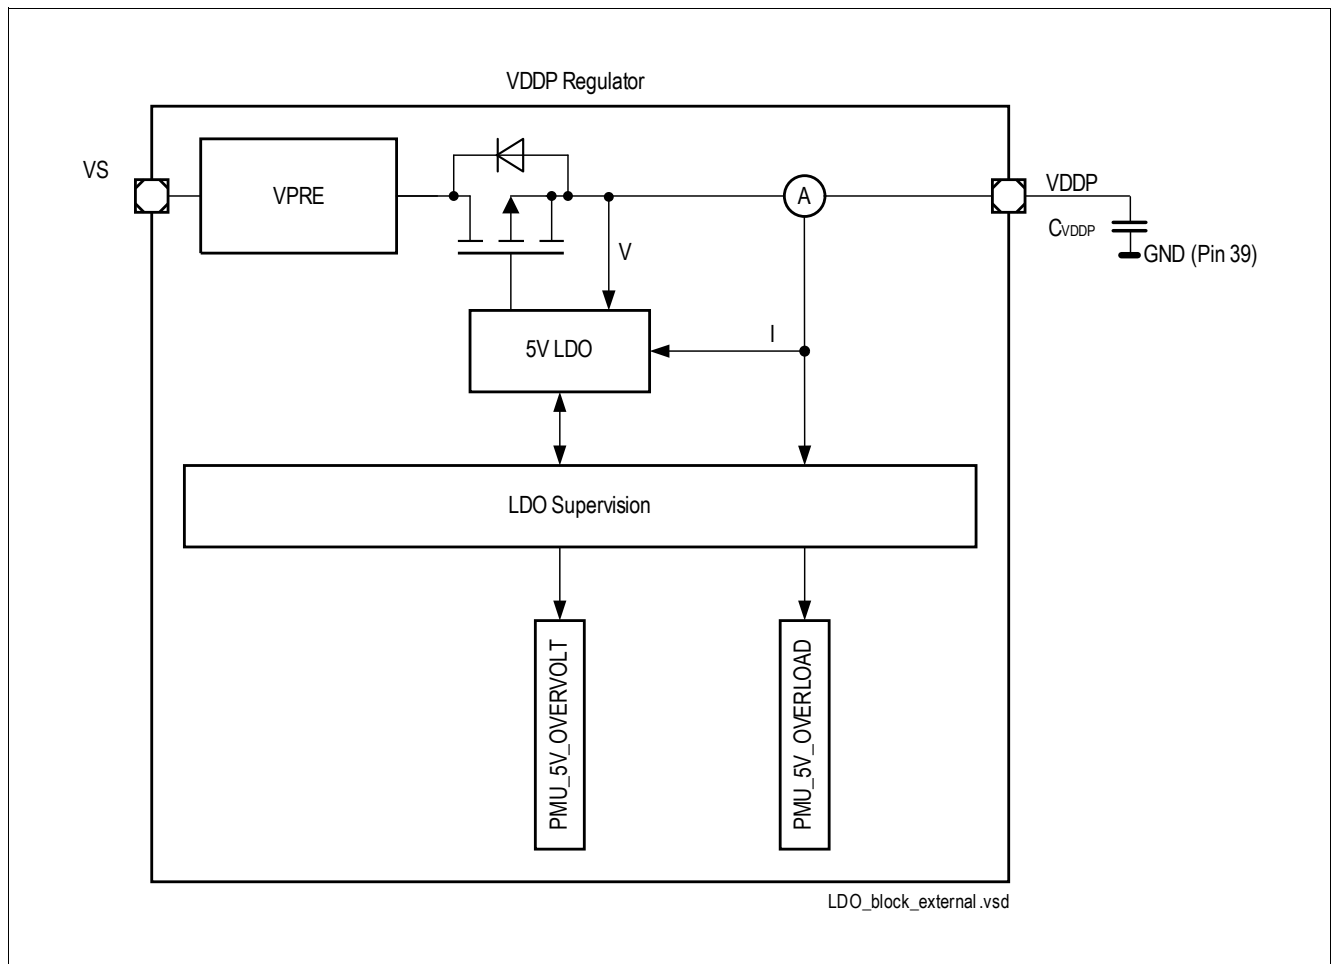 VDDP Regulator
VS
VPRE
A
VDDP
CVDDP
GND (Pin 39)
V
I
5V LDO
LDO Supervision
PMU_5V_OVERVOLT
PMU_5V_OVERLOAD
LDO_block_external.vsd